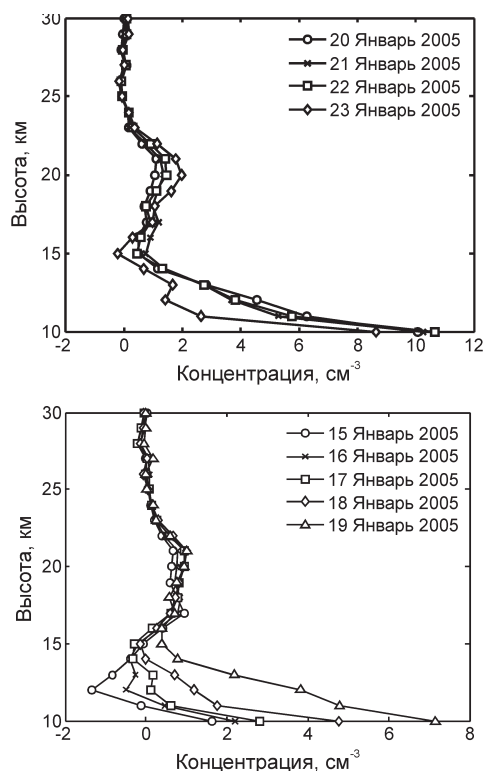 30
25
20
15
10
Высота, км
20 Январь 2005
21 Январь 2005
22 Январь 2005
23 Январь 2005
-2 0 2 4 6 8 10 12
Концентрация, см-3
30
25
20
15
10
Высота, км
15 Январь 2005
16 Январь 2005
17 Январь 2005
18 Январь 2005
19 Январь 2005
-2 0 2 4 6 8
Концентрация, см-3